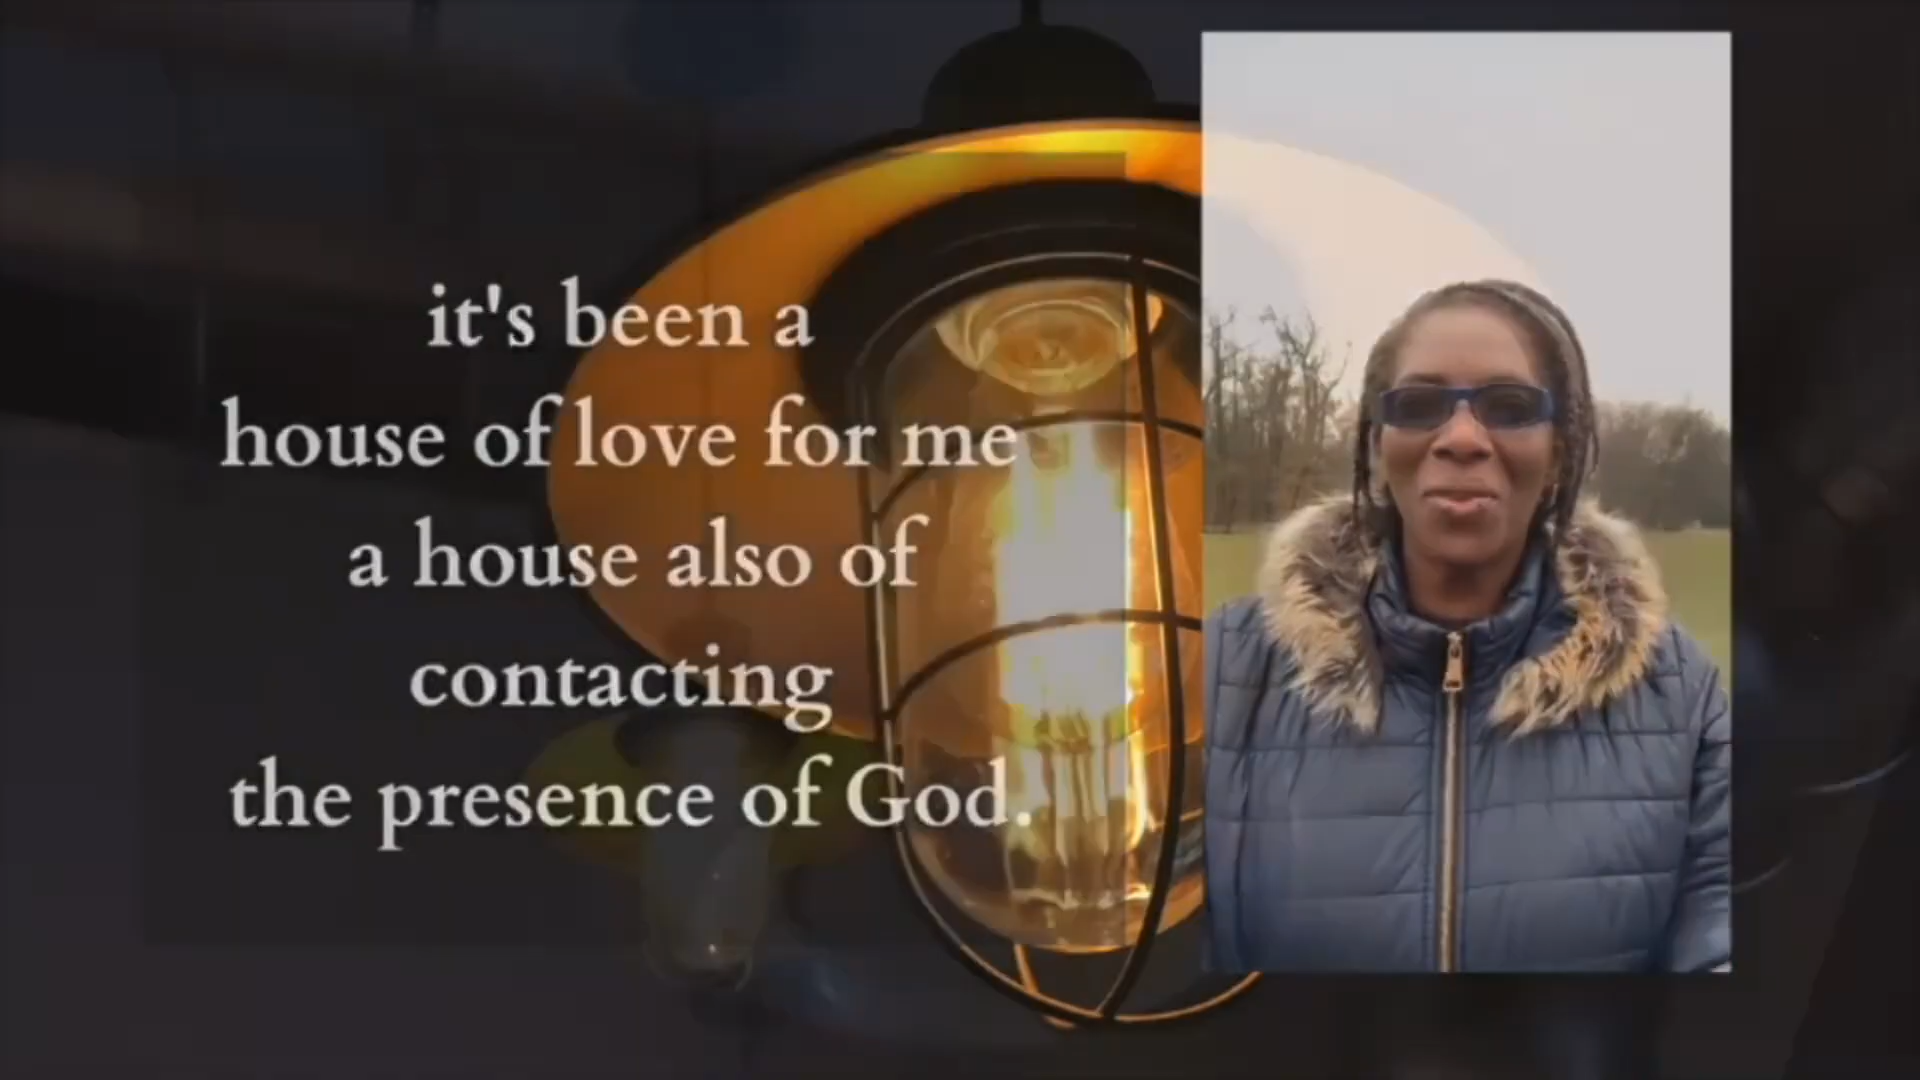 it's been a
house of love for me
a house also of
contacting
the presence of God.